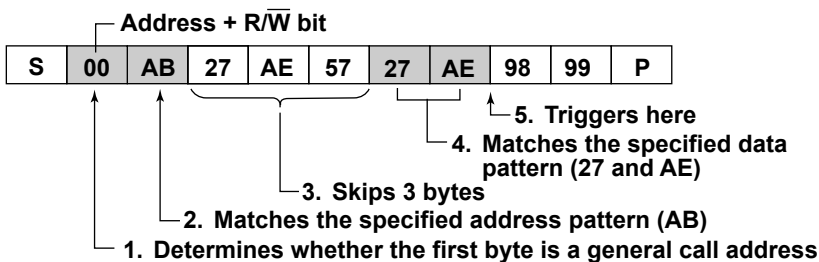 Address + R/W̅ bit
S 00 AB 27 AE 57 27 AE 98 99 P
5. Triggers here
4. Matches the specified data
pattern (27 and AE)
3. Skips 3 bytes
2. Matches the specified address pattern (AB)
1. Determines whether the first byte is a general call address